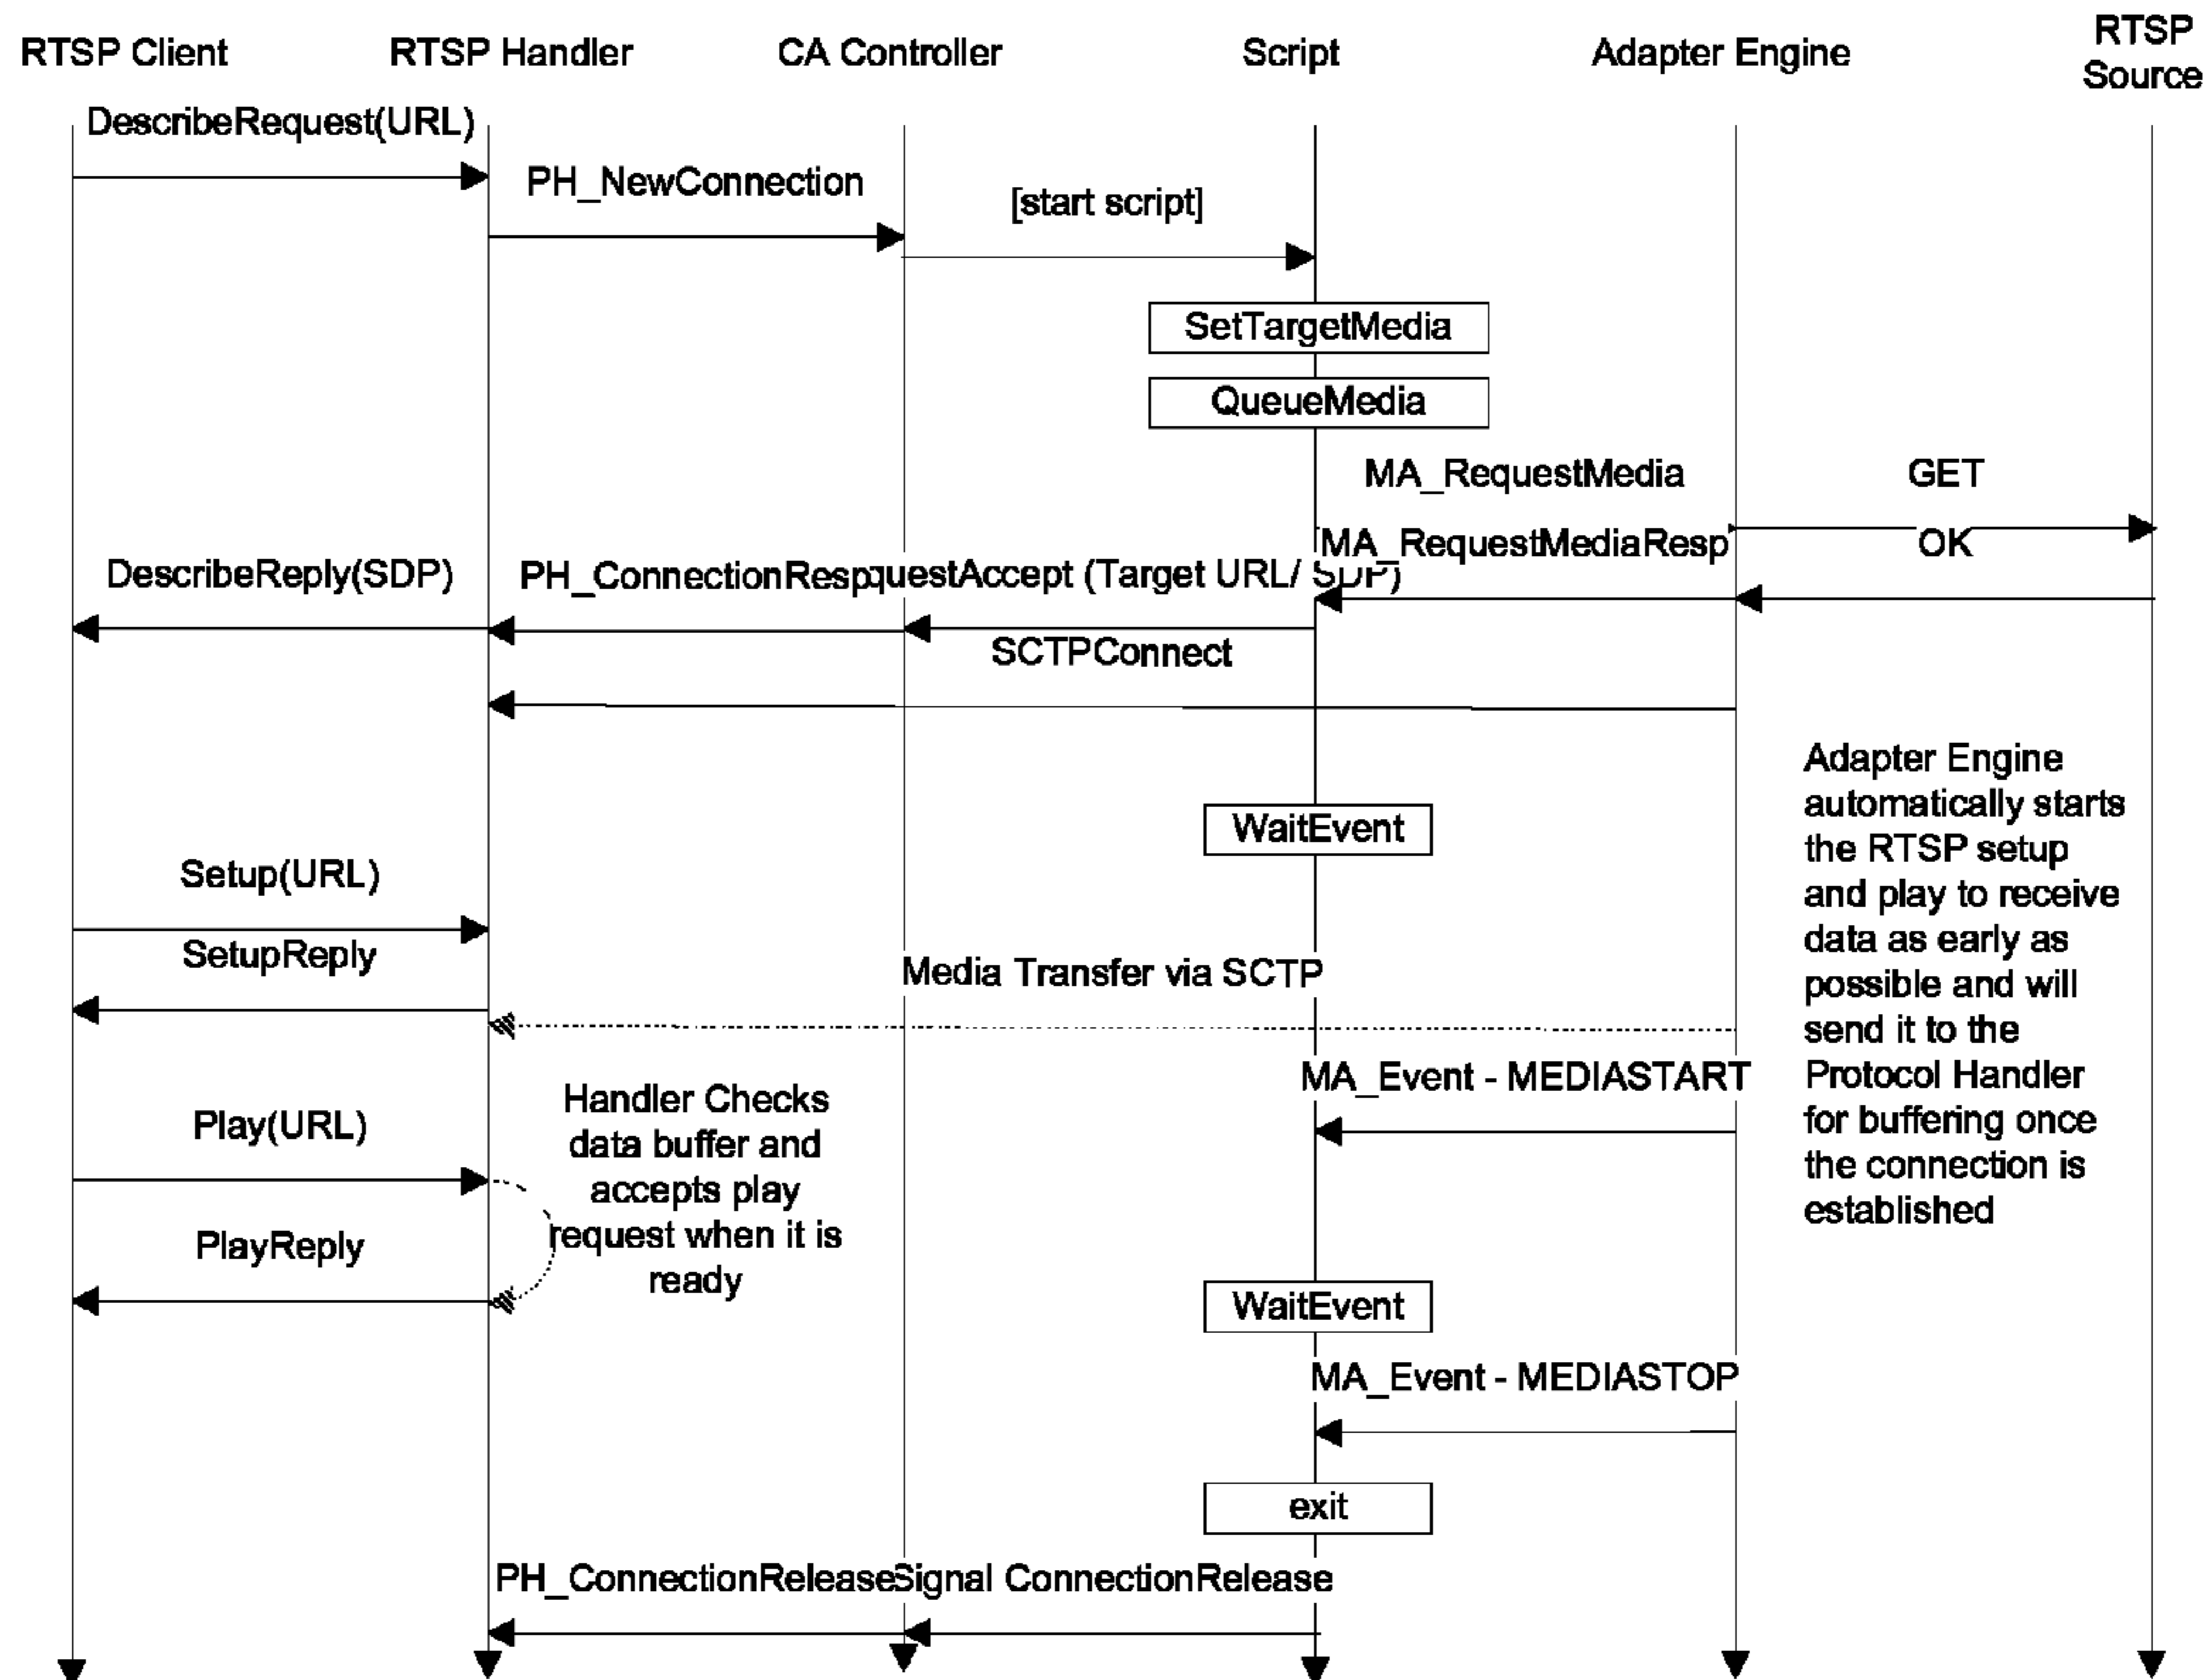 RTSP Client
RTSP Handler
CA Controller
Script
Adapter Engine
RTSP
Source
DescribeRequest(URL)
PH_NewConnection
[start script]
SetTargetMedia
QueueMedia
MA_RequestMedia
GET
MA_RequestMediaResp
OK
DescribeReply(SDP)
PH_ConnectionResp
questAccept (Target URL/ SDP)
SCTPConnect
Adapter Engine
automatically starts
the RTSP setup
and play to receive
data as early as
possible and will
send it to the
Protocol Handler
for buffering once
the connection is
established
WaitEvent
Setup(URL)
SetupReply
Media Transfer via SCTP
MA_Event - MEDIASTART
Handler Checks
data buffer and
accepts play
request when it is
ready
Play(URL)
PlayReply
WaitEvent
MA_Event - MEDIASTOP
exit
PH_ConnectionRelease
Signal ConnectionRelease